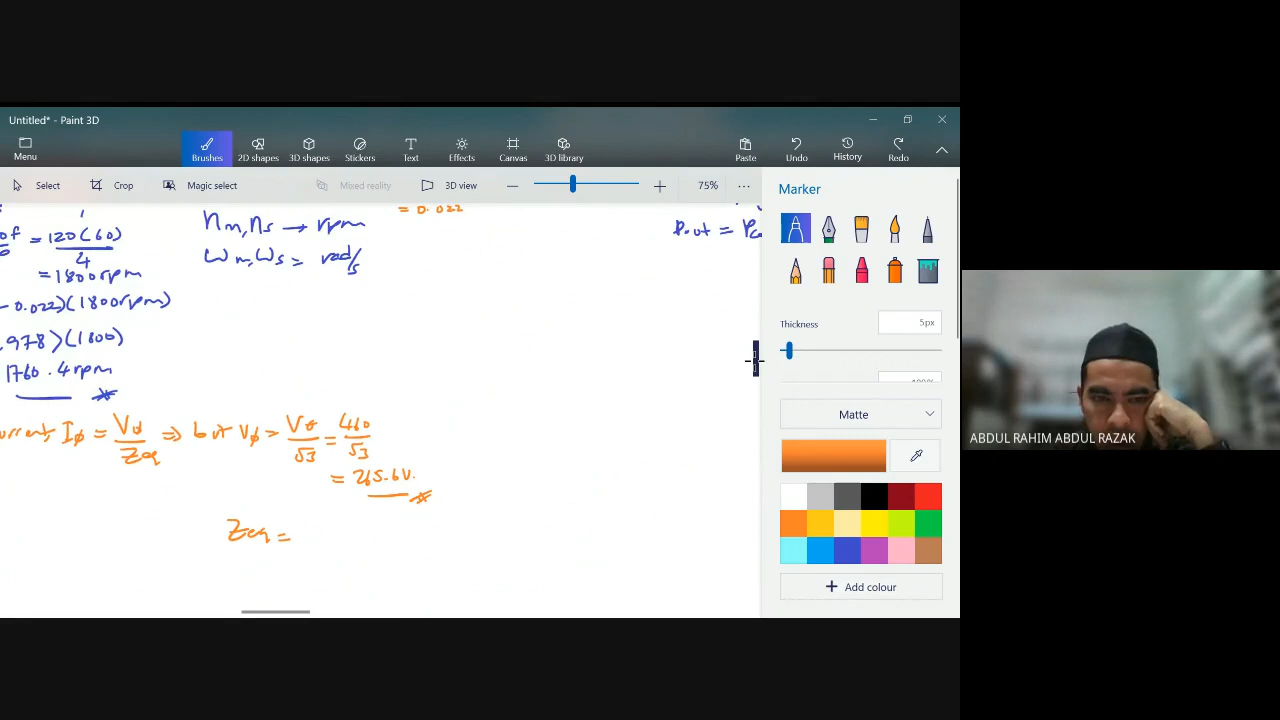 Untitled* - Paint 3D
Menu
Brushes
2D shapes
3D shapes
Stickers
Text
Effects
Canvas
3D library
Paste
Undo
History
Redo
Select
Crop
Magic select
Mixed reality
3D view
75%
Marker
Thickness
5px
Matte
Add colour
= 0.022
nm, ns → rpm
ωm, ωs = rad/s
Pout =
= 120(60)
4
= 1800rpm
- 0.022)(1800rpm)
978)(1800)
1760.4rpm
urrent, Iϕ = Vϕ/Zeq ⇒ but Vϕ = /√3 = 460/√3
= 265.6V.
Zeq =
ABDUL RAHIM ABDUL RAZAK